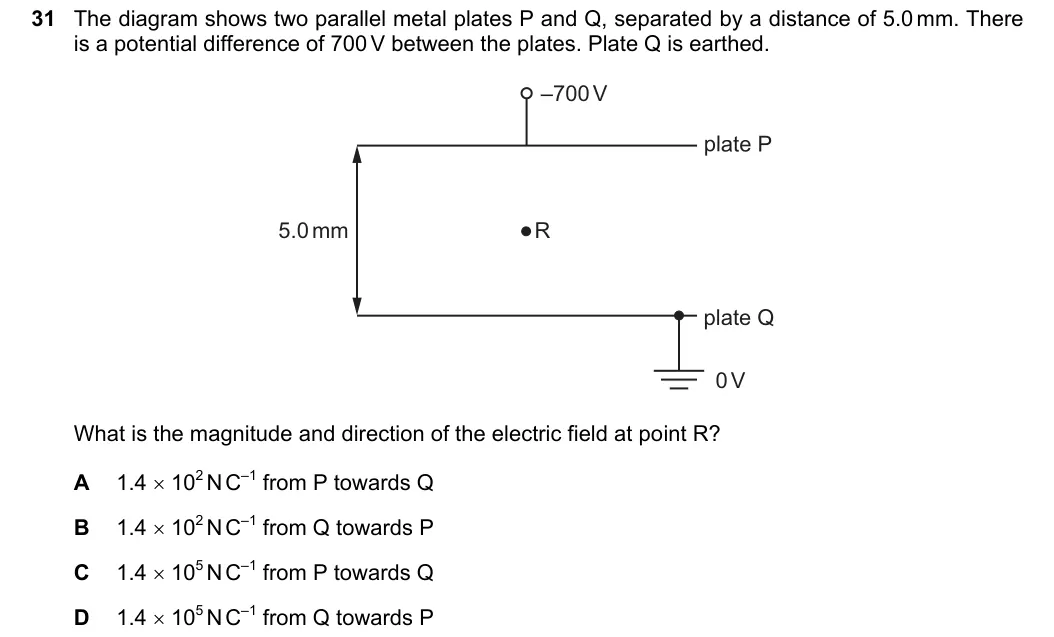 31 The diagram shows two parallel metal plates P and Q, separated by a distance of 5.0 mm. There
is a potential difference of 700 V between the plates. Plate Q is earthed.
–700 V
plate P
5.0 mm
R
plate Q
0 V
What is the magnitude and direction of the electric field at point R?
A 1.4 × 10² N C⁻¹ from P towards Q
B 1.4 × 10² N C⁻¹ from Q towards P
C 1.4 × 10⁵ N C⁻¹ from P towards Q
D 1.4 × 10⁵ N C⁻¹ from Q towards P